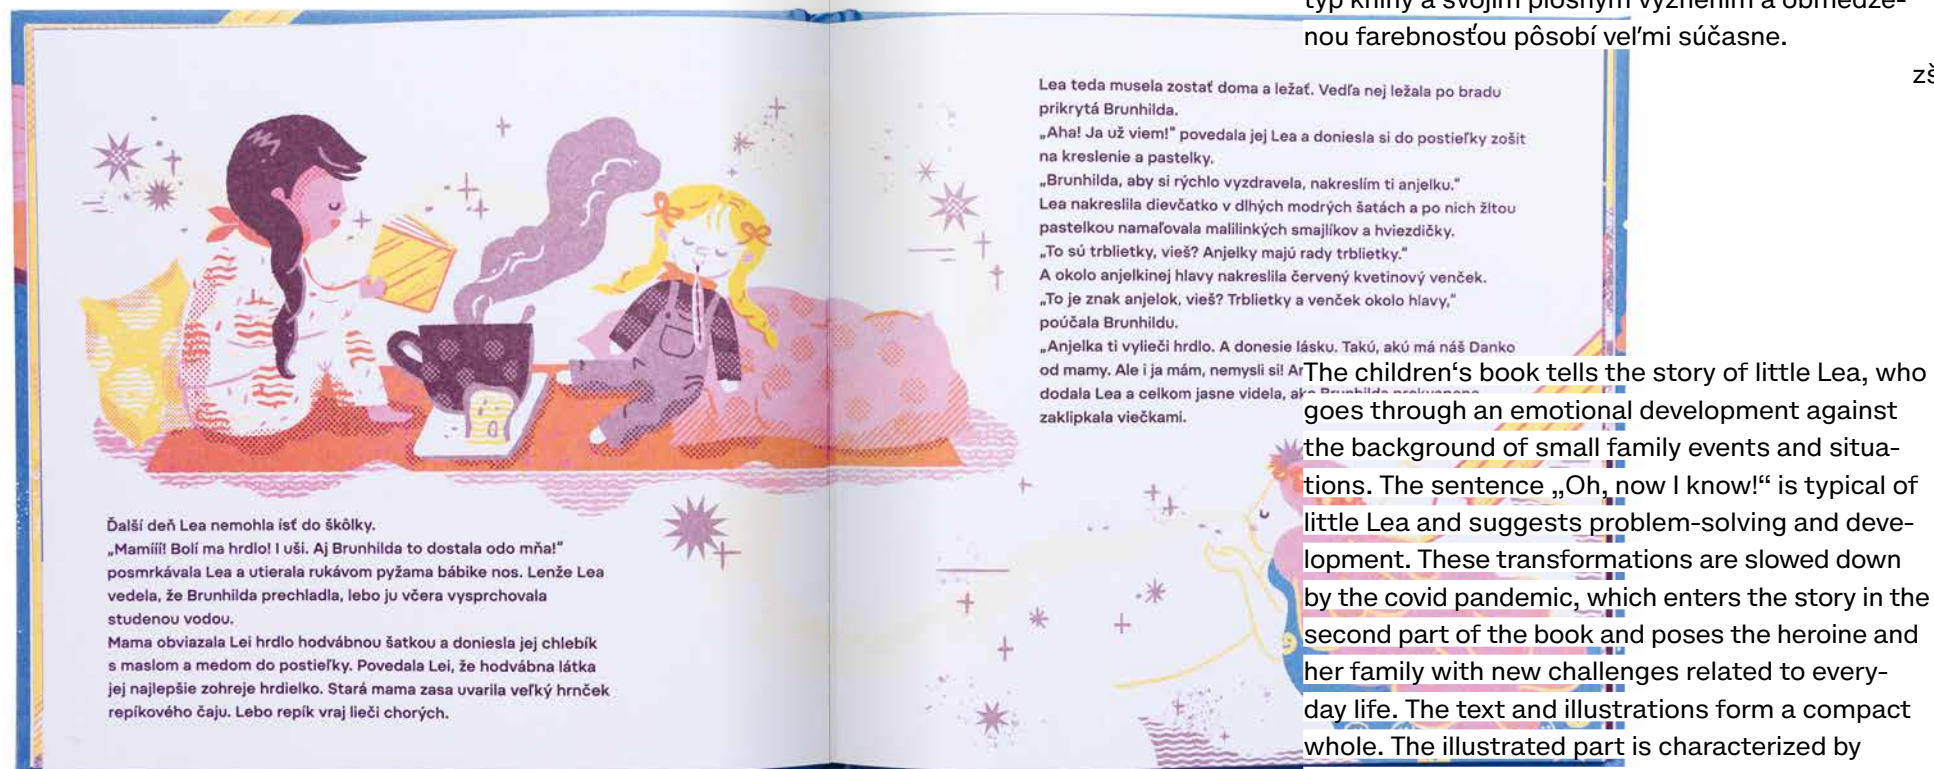 Ďalší deň Lea nemohla ísť do škôlky.
„Mamííí! Bolí ma hrdlo! I uši. Aj Brunhilda to dostala odo mňa!"
posmrkávala Lea a utierala rukávom pyžama bábike nos. Lenže Lea
vedela, že Brunhilda prechladla, lebo ju včera vysprchovala
studenou vodou.
Mama obviazala Lei hrdlo hodvábnou šatkou a doniesla jej chlebík
s maslom a medom do postieľky. Povedala Lei, že hodvábna látka
jej najlepšie zohreje hrdielko. Stará mama zasa uvarila veľký hrnček
repíkového čaju. Lebo repík vraj lieči chorých.
Lea teda musela zostať doma a ležať. Vedľa nej ležala po bradu
prikrytá Brunhilda.
„Aha! Ja už viem!" povedala jej Lea a doniesla si do postieľky zošit
na kreslenie a pastelky.
„Brunhilda, aby si rýchlo vyzdravela, nakreslím ti anjelku."
Lea nakreslila dievčatko v dlhých modrých šatách a po nich žltou
pastelkou namaľovala malilinkých smajlíkov a hviezdičky.
„To sú trblietky, vieš? Anjelky majú rady trblietky."
A okolo anjelkinej hlavy nakreslila červený kvetinový venček.
„To je znak anjelok, vieš? Trblietky a venček okolo hlavy,"
poúčala Brunhildu.
„Anjelka ti vylieči hrdlo. A donesie lásku. Takú, akú má náš Danko
od mamy. Ale i ja mám, nemysli si!
dodala Lea a celkom jasne videla, ako Brunhilda prekvapene
zaklipkala viečkami.
typ knihy a svojím plošným vyznením a obmedze-
nou farebnosťou pôsobí veľmi súčasne.
The children‘s book tells the story of little Lea, who
goes through an emotional development against
the background of small family events and situa-
tions. The sentence „Oh, now I know!“ is typical of
little Lea and suggests problem-solving and deve-
lopment. These transformations are slowed down
by the covid pandemic, which enters the story in the
second part of the book and poses the heroine and
her family with new challenges related to every-
day life. The text and illustrations form a compact
whole. The illustrated part is characterized by